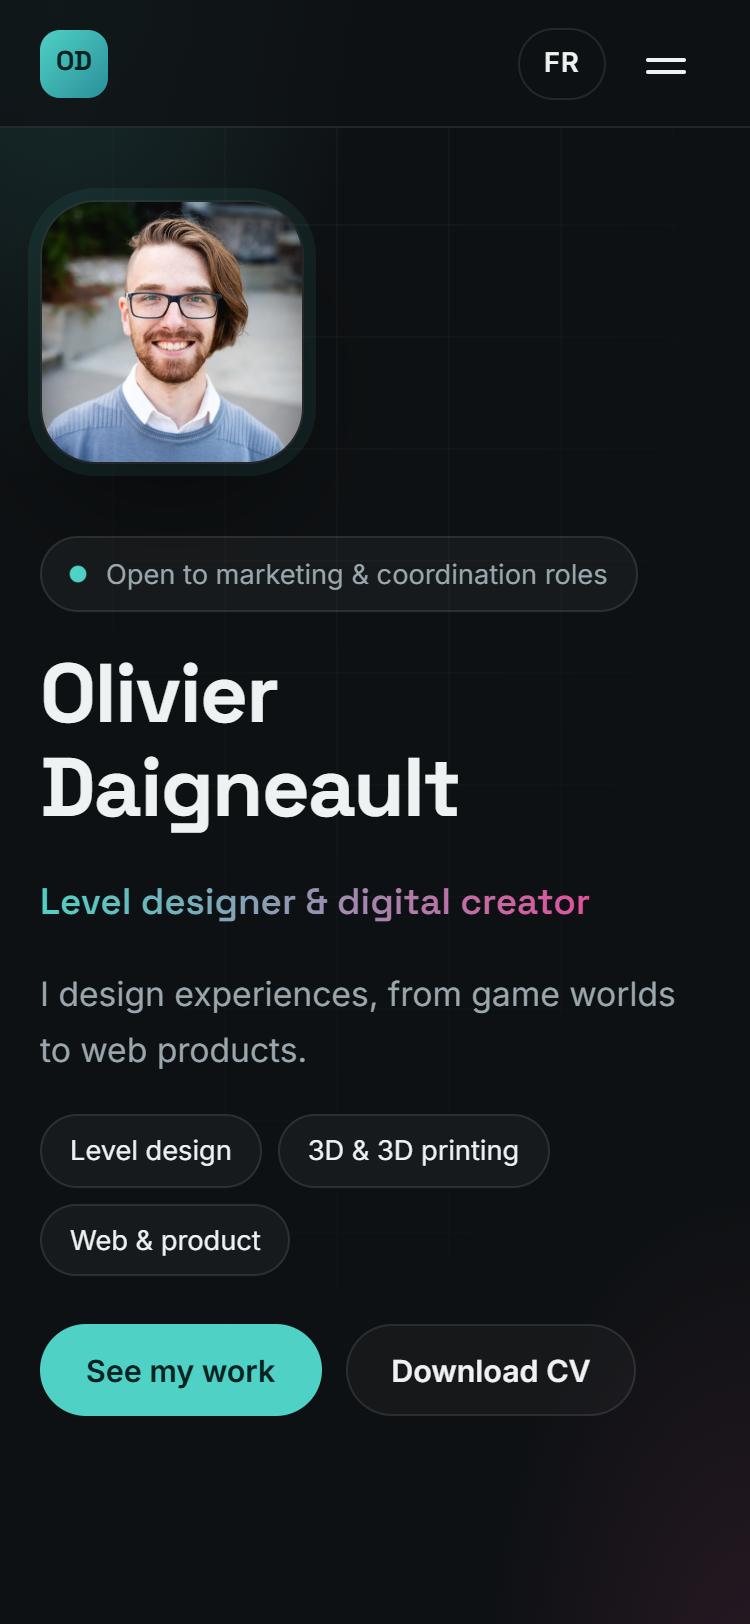 OD
FR
Open to marketing & coordination roles
Olivier
Daigneault
Level designer & digital creator
I design experiences, from game worlds
to web products.
Level design
3D & 3D printing
Web & product
See my work
Download CV